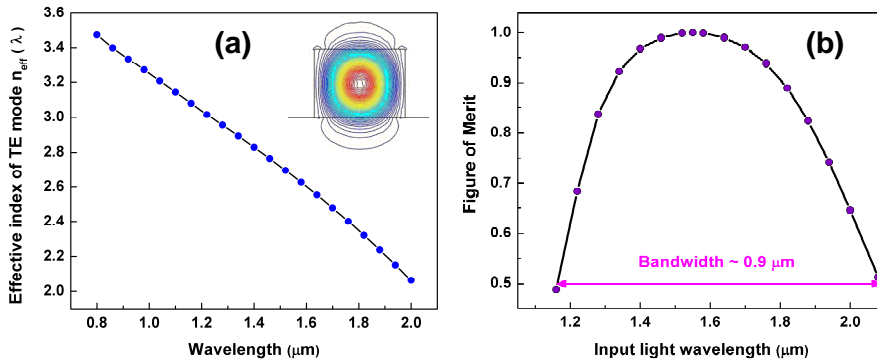 (a)
Effective index of TE mode n_eff (λ)
3.6
3.4
3.2
3.0
2.8
2.6
2.4
2.2
2.0
0.8 1.0 1.2 1.4 1.6 1.8 2.0
Wavelength (μm)
(b)
Figure of Merit
1.0
0.9
0.8
0.7
0.6
0.5
Bandwidth ~ 0.9 μm
1.2 1.4 1.6 1.8 2.0
Input light wavelength (μm)